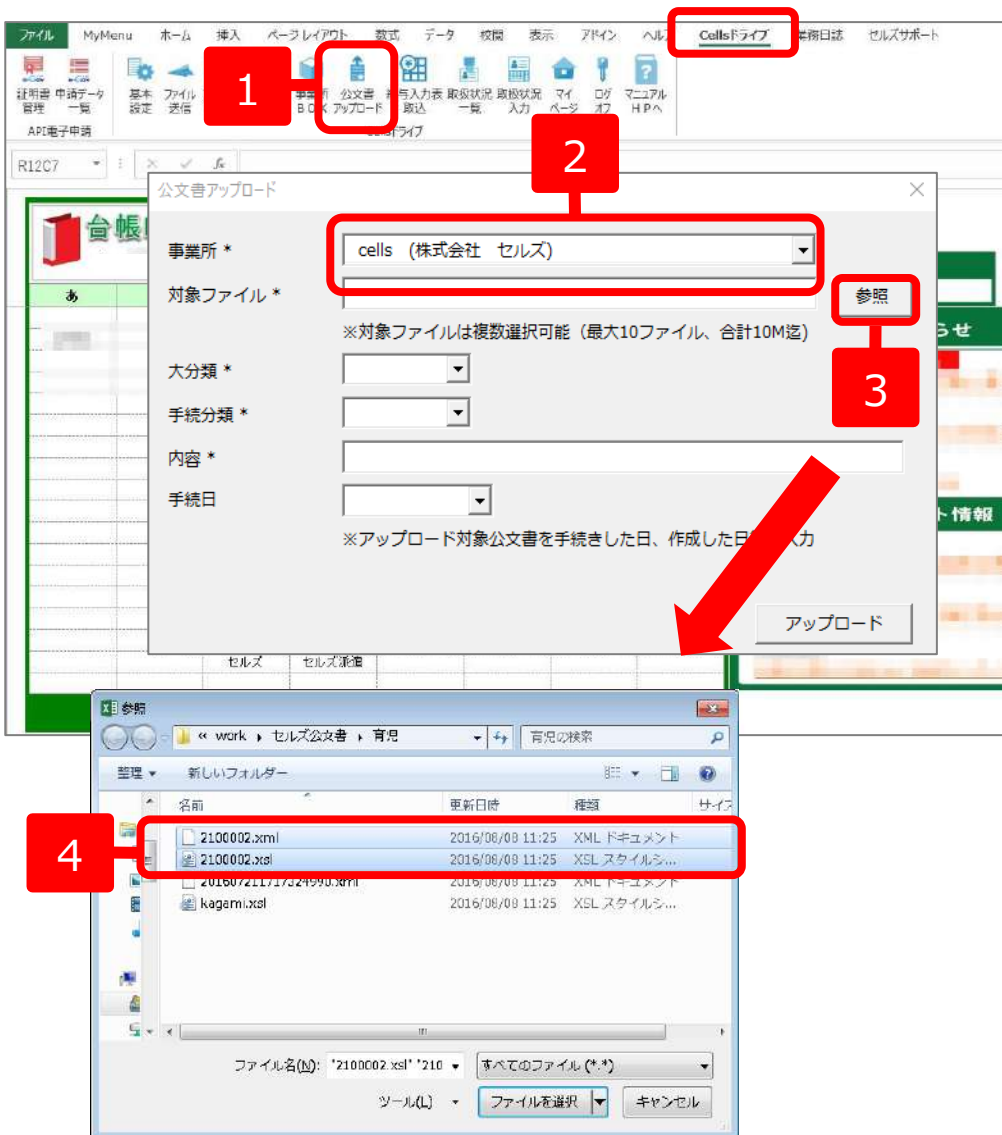 ファイル MyMenu ホーム 挿入 ページレイアウト 数式 データ 校閲 表示 アドイン Cellsドライブ 業務日誌 セルズサポート
証明書 申請データ 基本 ファイル 公文書 取扱状況 取扱状況 マイ ログ マニュアル
管理 一覧 設定 送信 BOX アップロード 取込 一覧 入力 ページ オフ HPへ
API電子申請
1
2
R12C7
公文書アップロード
台帳
事業所 *
cells (株式会社 セルズ)
あ
対象ファイル *
参照
※対象ファイルは複数選択可能（最大10ファイル、合計10M迄）
らせ
大分類 *
3
手続分類 *
内容 *
手続日
ト情報
※アップロード対象公文書を手続きした日、作成した日 入力
アップロード
セルズ セルズ派遣
参照
« work セルズ公文書 育児
育児の検索
整理 新しいフォルダー
名前 更新日時 種類 サイズ
4
2100002.xml 2016/08/08 11:25 XML ドキュメント
2100002.xsl 2016/08/08 11:25 XSL スタイルシ...
201607211717324990.xml 2016/08/08 11:25 XML ドキュメント
kagami.xsl 2016/08/08 11:25 XSL スタイルシ...
ファイル名(N): "2100002.xsl" "210 すべてのファイル (*.*)
ツール(L) ファイルを選択 キャンセル